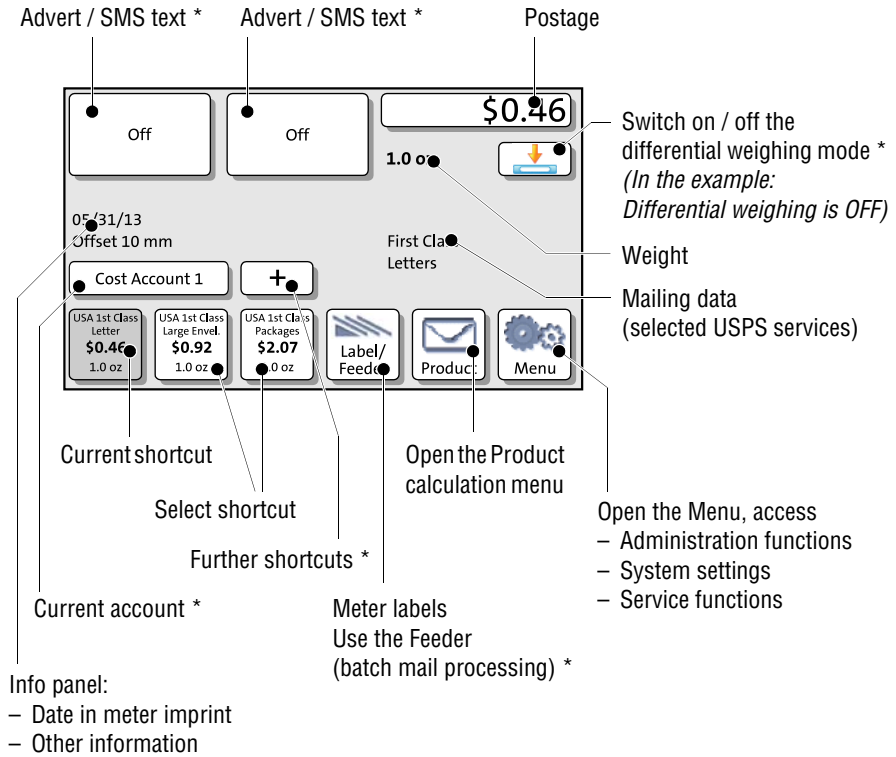 Advert / SMS text *
Advert / SMS text *
Postage
Off
Off
$0.46
1.0 oz
Switch on / off the
differential weighing mode *
(In the example:
Differential weighing is OFF)
05/31/13
Offset 10 mm
First Class
Letters
Weight
Cost Account 1
+
Mailing data
(selected USPS services)
USA 1st Class
Letter
$0.46
1.0 oz
USA 1st Class
Large Envel.
$0.92
1.0 oz
USA 1st Class
Packages
$2.07
1.0 oz
Label/
Feeder
Product
Menu
Current shortcut
Select shortcut
Further shortcuts *
Current account *
Open the Product
calculation menu
Meter labels
Use the Feeder
(batch mail processing) *
Open the Menu, access
– Administration functions
– System settings
– Service functions
Info panel:
– Date in meter imprint
– Other information